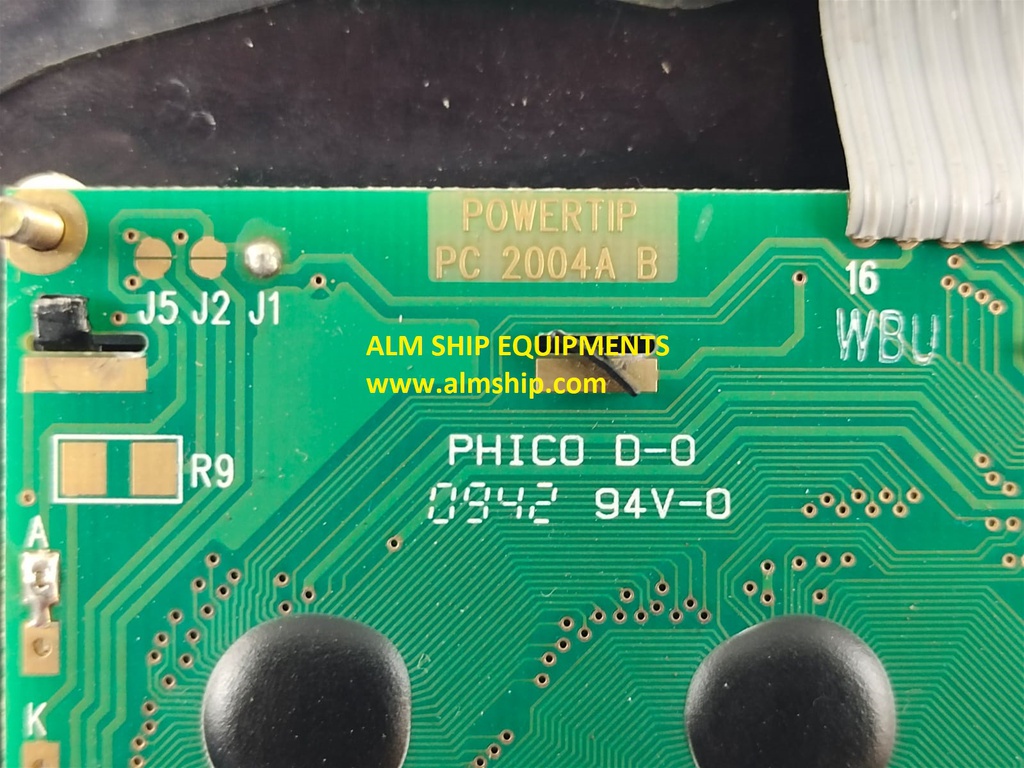 POWERTIP
PC 2004A B
J5 J2 J1
16
WBU
ALM SHIP EQUIPMENTS
www.almship.com
PHICO D-0
R9
0942 94V-0
A
K